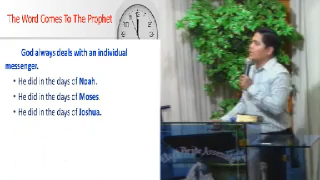 The Word Comes To The Prophet
God always deals with an individual
messenger.
• He did in the days of Noah.
• He did in the days of Moses.
• He did in the days of Joshua.